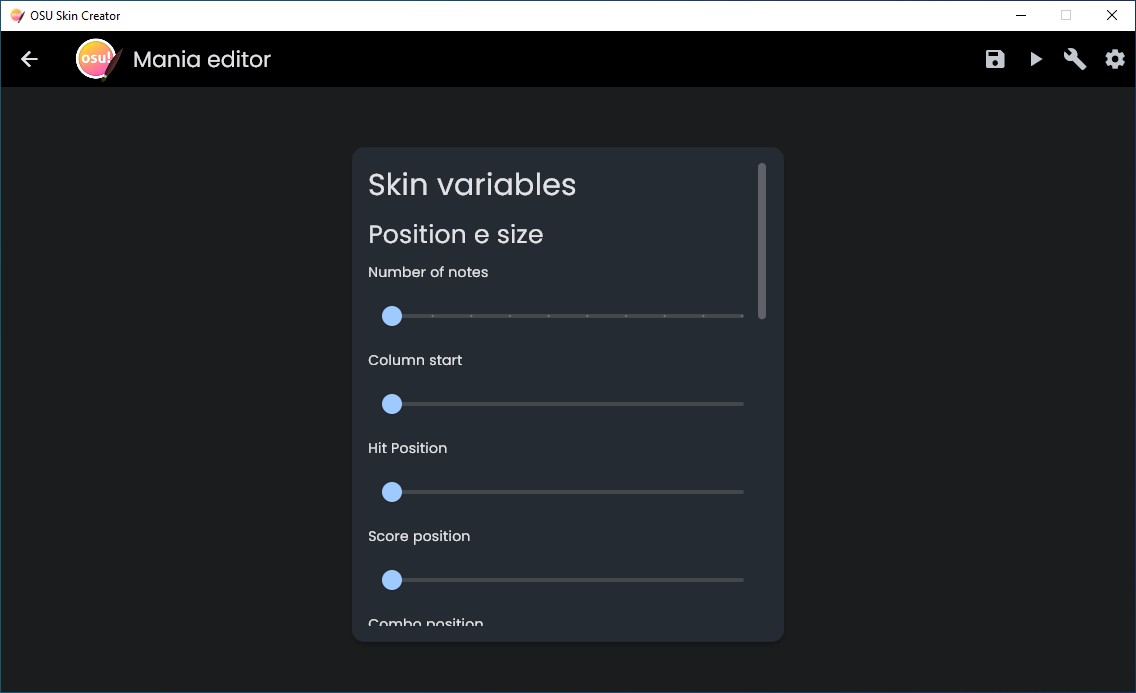 OSU Skin Creator
osu!
Mania editor
Skin variables
Position e size
Number of notes
Column start
Hit Position
Score position
Combo position